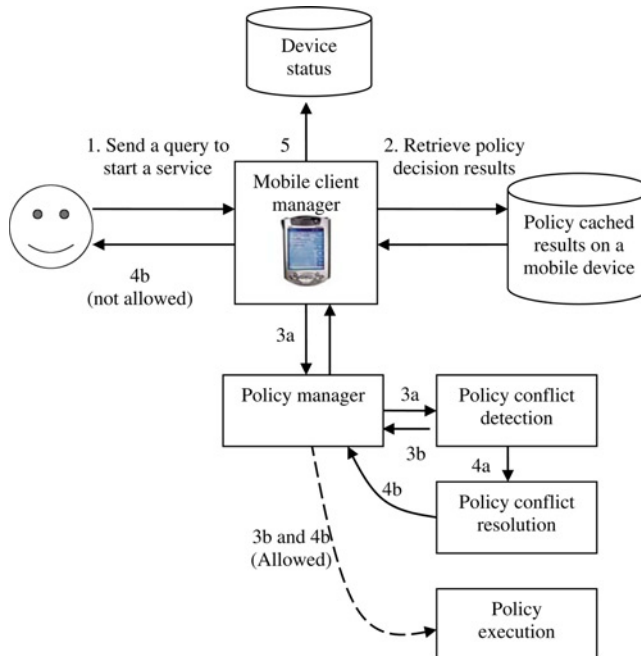 Device
status
1. Send a query to
start a service
5
2. Retrieve policy
decision results
Mobile client
manager
Policy cached
results on a
mobile device
4b
(not allowed)
3a
Policy manager
3a
Policy conflict
detection
3b
4a
4b
Policy conflict
resolution
3b and 4b
(Allowed)
Policy
execution